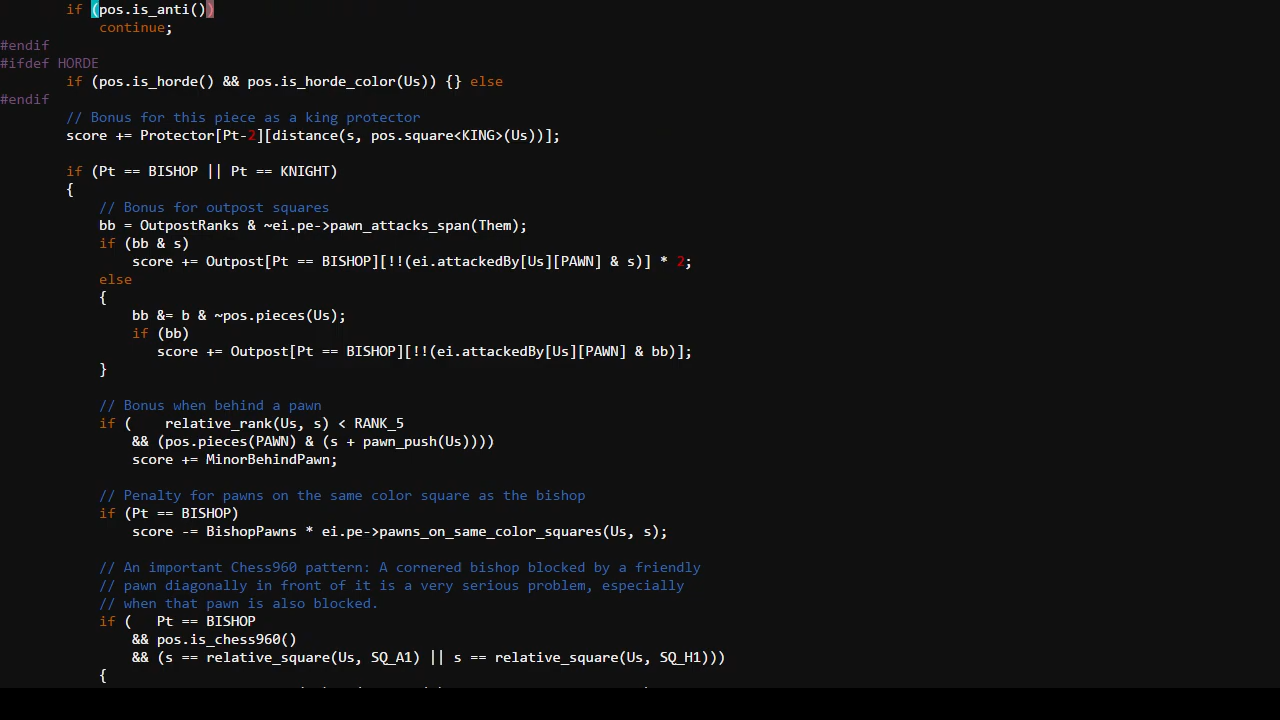 if (pos.is_anti())
continue;
#endif
#ifdef HORDE
if (pos.is_horde() && pos.is_horde_color(Us)) {} else
#endif
// Bonus for this piece as a king protector
score += Protector[Pt-2][distance(s, pos.square<KING>(Us))];
if (Pt == BISHOP || Pt == KNIGHT)
{
// Bonus for outpost squares
bb = OutpostRanks & ~ei.pe->pawn_attacks_span(Them);
if (bb & s)
score += Outpost[Pt == BISHOP][!!(ei.attackedBy[Us][PAWN] & s)] * 2;
else
{
bb &= b & ~pos.pieces(Us);
if (bb)
score += Outpost[Pt == BISHOP][!!(ei.attackedBy[Us][PAWN] & bb)];
}
// Bonus when behind a pawn
if (    relative_rank(Us, s) < RANK_5
&& (pos.pieces(PAWN) & (s + pawn_push(Us))))
score += MinorBehindPawn;
// Penalty for pawns on the same color square as the bishop
if (Pt == BISHOP)
score -= BishopPawns * ei.pe->pawns_on_same_color_squares(Us, s);
// An important Chess960 pattern: A cornered bishop blocked by a friendly
// pawn diagonally in front of it is a very serious problem, especially
// when that pawn is also blocked.
if (   Pt == BISHOP
&& pos.is_chess960()
&& (s == relative_square(Us, SQ_A1) || s == relative_square(Us, SQ_H1)))
{